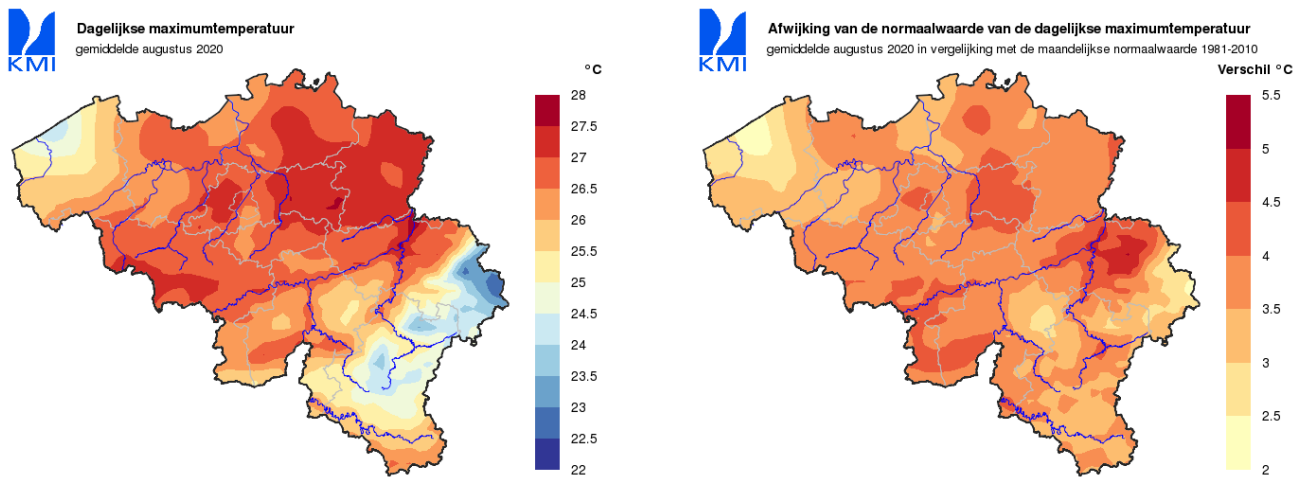 Dagelijkse maximumtemperatuur
gemiddelde augustus 2020
KMI
°C
28
27.5
27
26.5
26
25.5
25
24.5
24
23.5
23
22.5
22
Afwijking van de normaalwaarde van de dagelijkse maximumtemperatuur
gemiddelde augustus 2020 in vergelijking met de maandelijkse normaalwaarde 1981-2010
KMI
Verschil °C
5.5
5
4.5
4
3.5
3
2.5
2